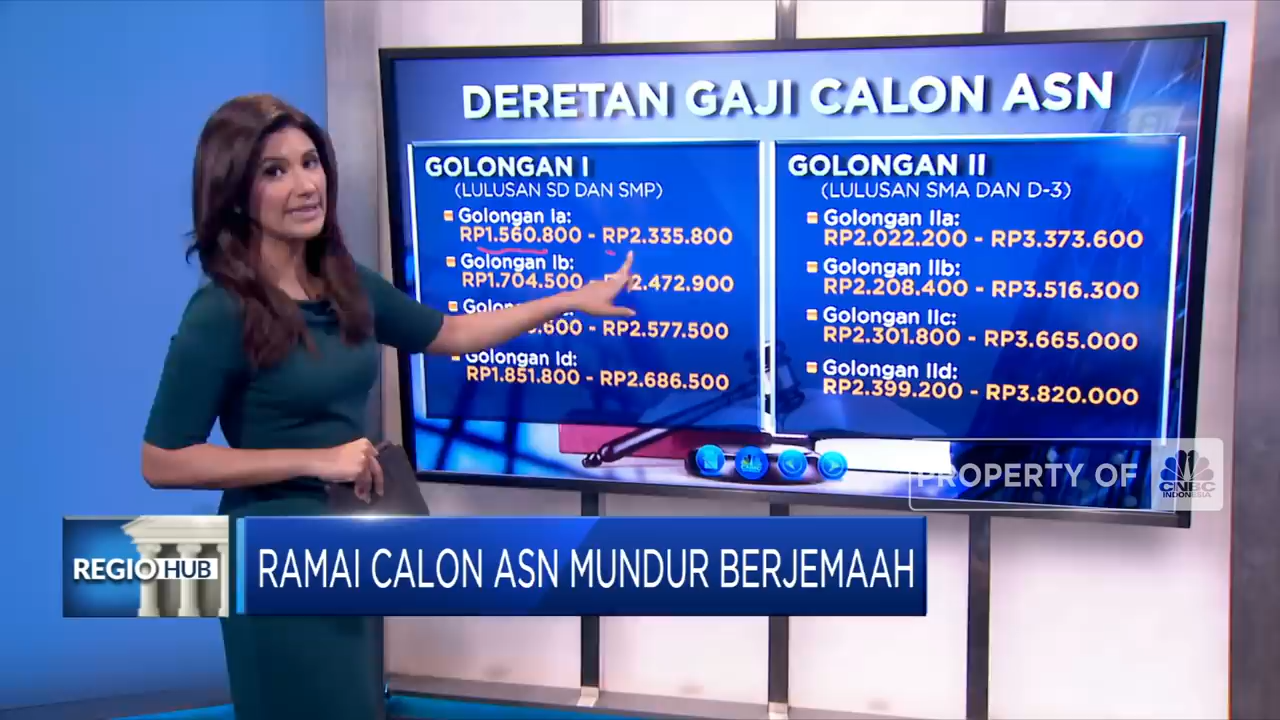 DERETAN GAJI CALON ASN
GOLONGAN I
(LULUSAN SD DAN SMP)
Golongan Ia:
RP1.560.800 - RP2.335.800
Golongan Ib:
RP1.704.500 - RP2.472.900
RP2.577.500
Golongan Id:
RP1.851.800 - RP2.686.500
GOLONGAN II
(LULUSAN SMA DAN D-3)
Golongan IIa:
RP2.022.200 - RP3.373.600
Golongan IIb:
RP2.208.400 - RP3.516.300
Golongan IIc:
RP2.301.800 - RP3.665.000
Golongan IId:
RP2.399.200 - RP3.820.000
PROPERTY OF
CNBC
INDONESIA
REGIO HUB
RAMAI CALON ASN MUNDUR BERJEMAAH